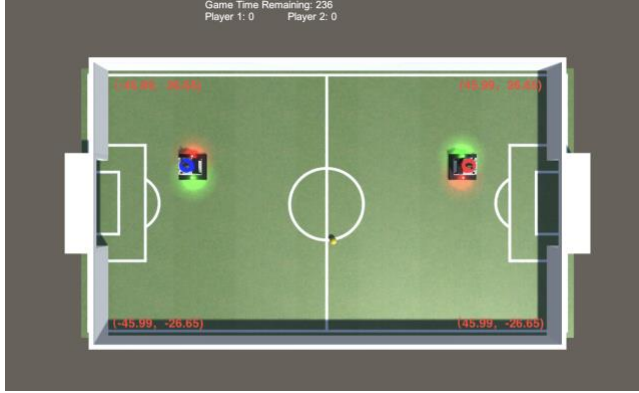 Game Time Remaining: 236
Player 1: 0 Player 2: 0
(-45.99, 26.65) (45.99, 26.65)
(-45.99, -26.65) (45.99, -26.65)